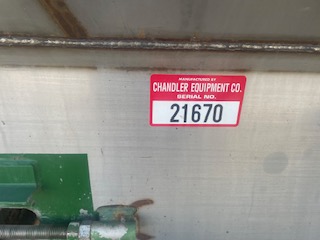 MANUFACTURED BY
CHANDLER EQUIPMENT CO.
SERIAL NO.
21670